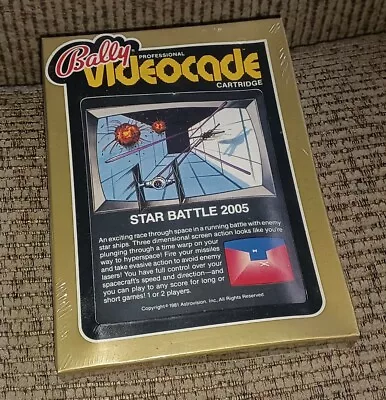 Bally PROFESSIONAL
VIDEOCADE™
CARTRIDGE
STAR BATTLE 2005
An exciting race through space in a running battle with enemy
star ships. Three dimensional screen action looks like you're
plunging through a time warp on your
way to hyperspace! Fire your missiles
and take evasive action to avoid enemy
lasers! You have full control over your
spacecraft's speed and direction—and
you can play to any score for long or
short games! 1 or 2 players.
Copyright © 1981 Astrovision, Inc. All Rights Reserved.